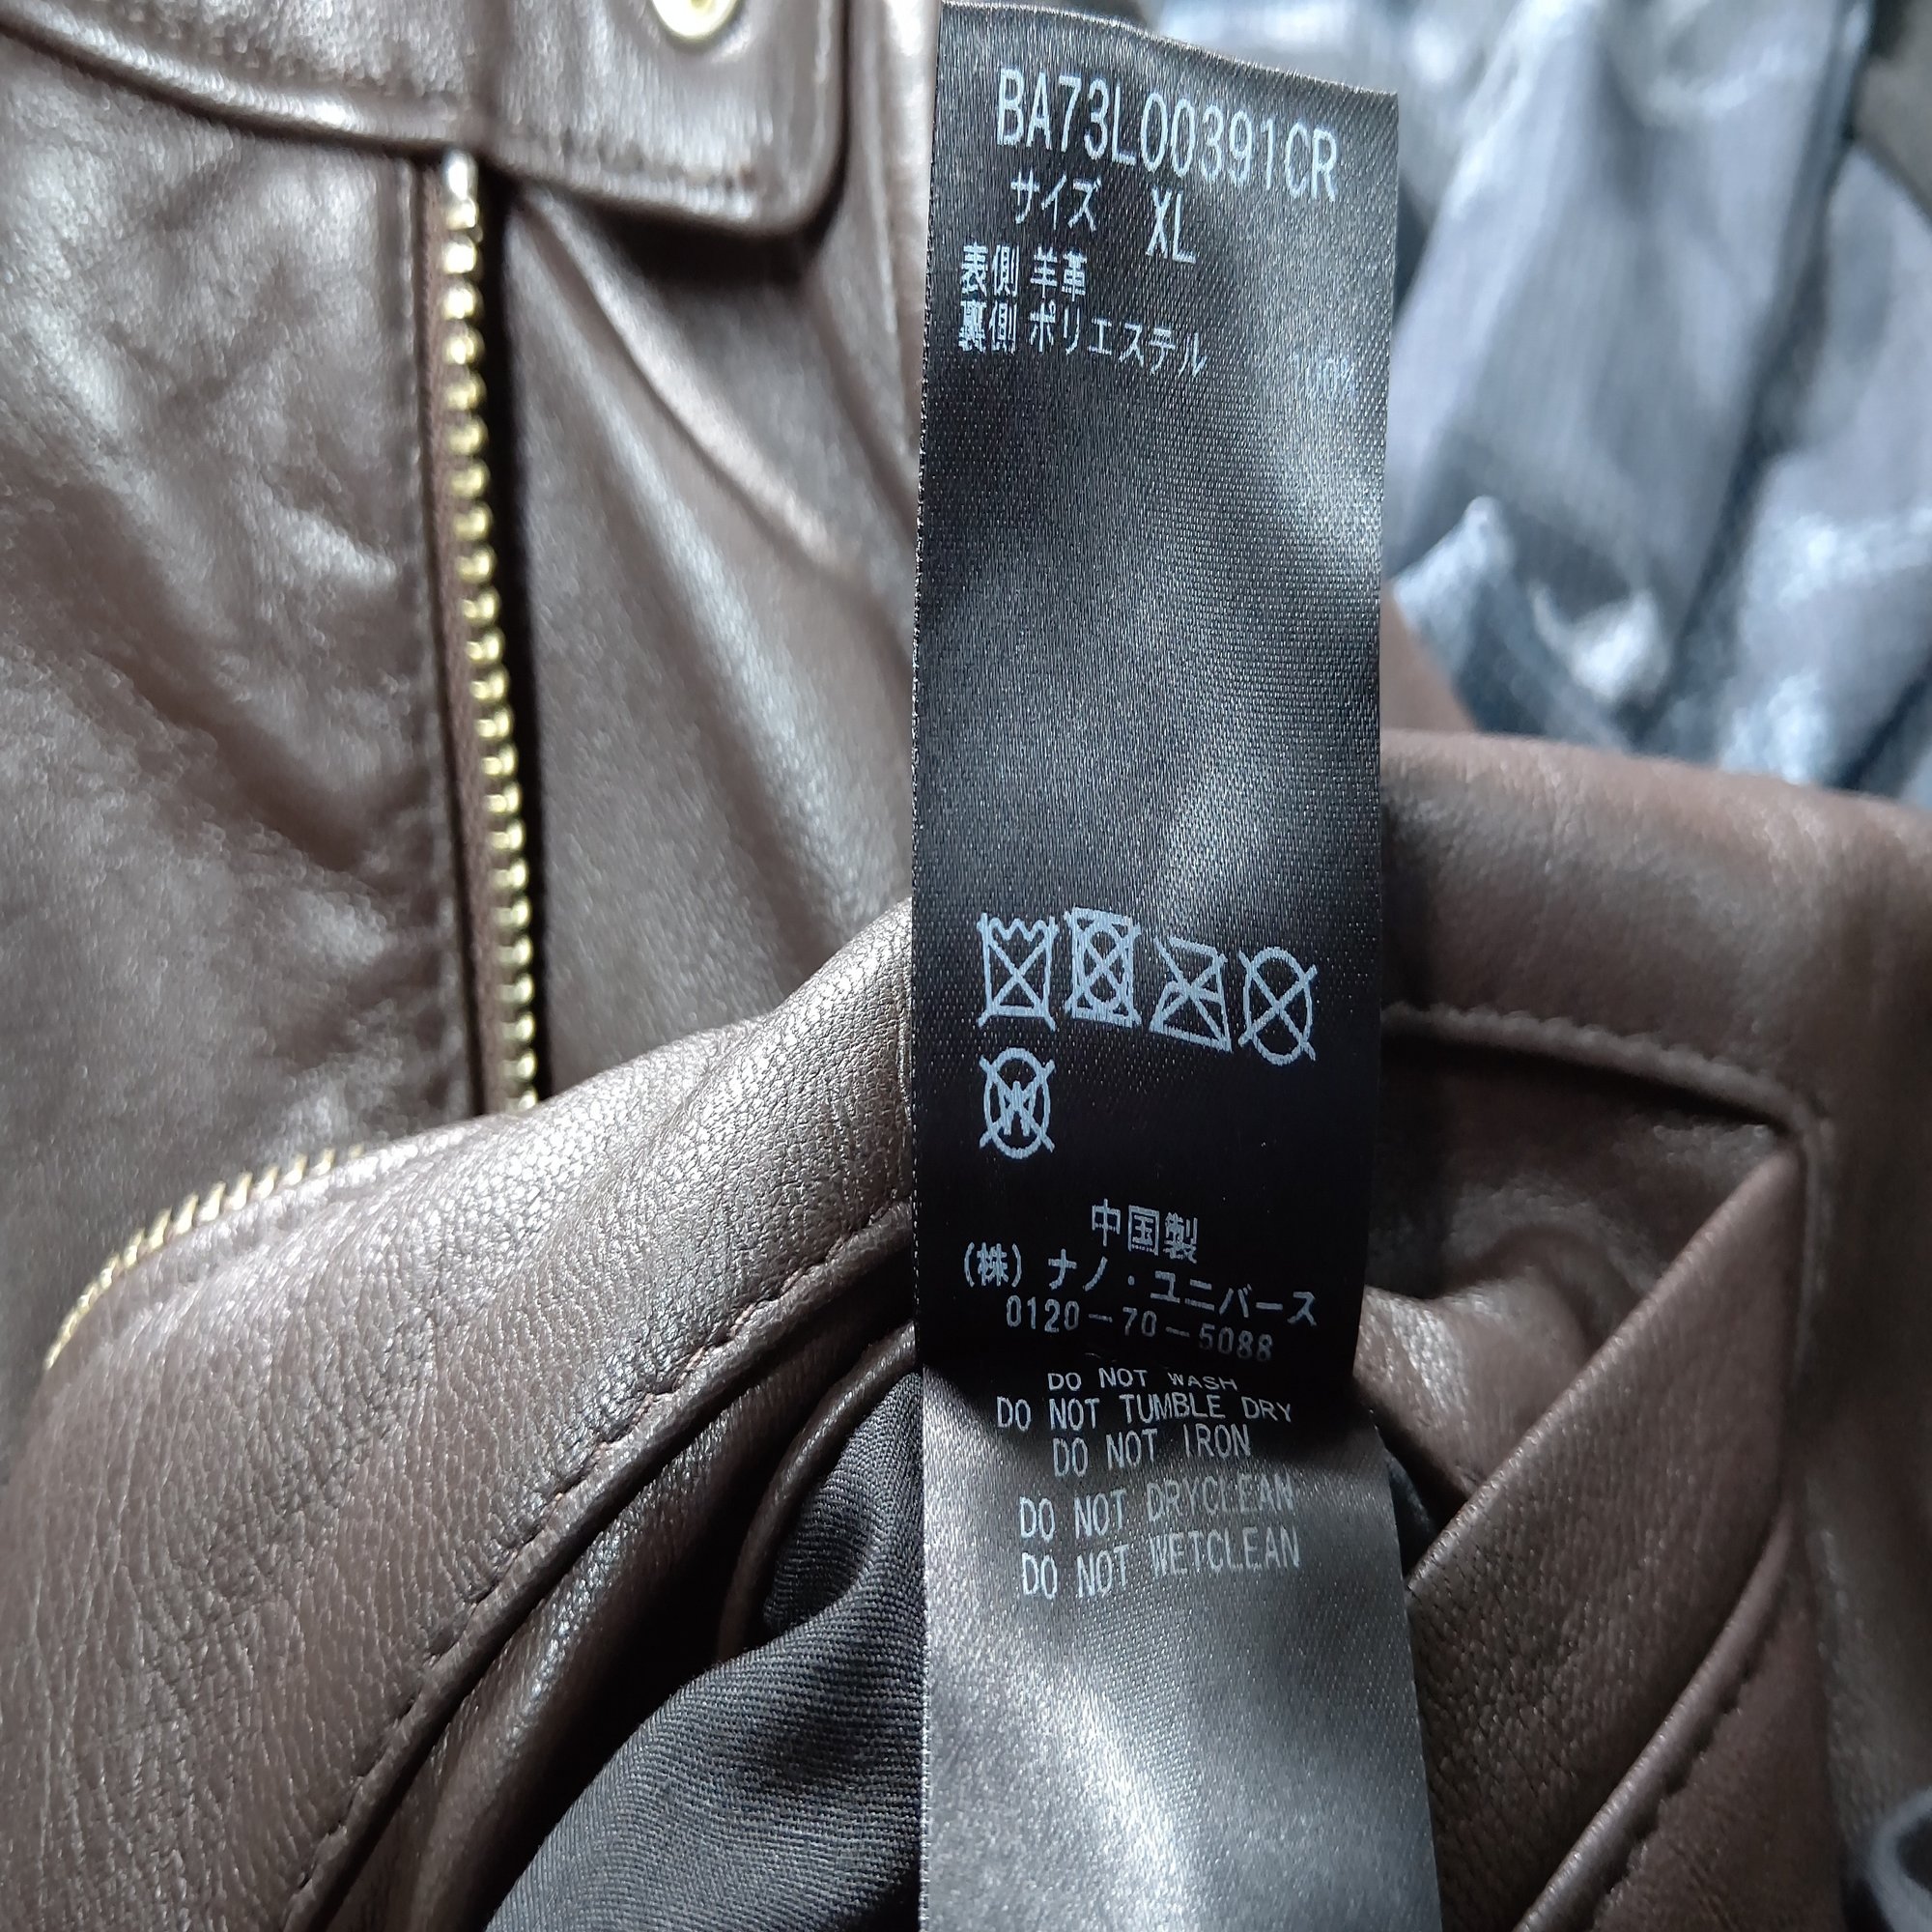 BA73L00391CR
サイズ XL
表側 羊革
裏側 ポリエステル 100%
中国製
(株) ナノ・ユニバース
0120-70-5088
DO NOT WASH
DO NOT TUMBLE DRY
DO NOT IRON
DO NOT DRYCLEAN
DO NOT WETCLEAN